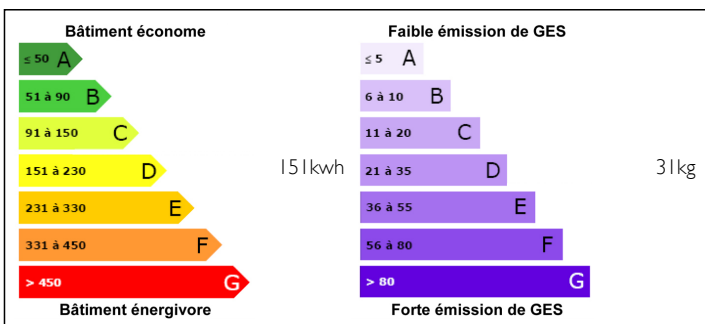 Bâtiment économe
≤ 50 A
51 à 90 B
91 à 150 C
151 à 230 D
231 à 330 E
331 à 450 F
> 450 G
Bâtiment énergivore
151kwh
Faible émission de GES
≤ 5 A
6 à 10 B
11 à 20 C
21 à 35 D
36 à 55 E
56 à 80 F
> 80 G
Forte émission de GES
31kg